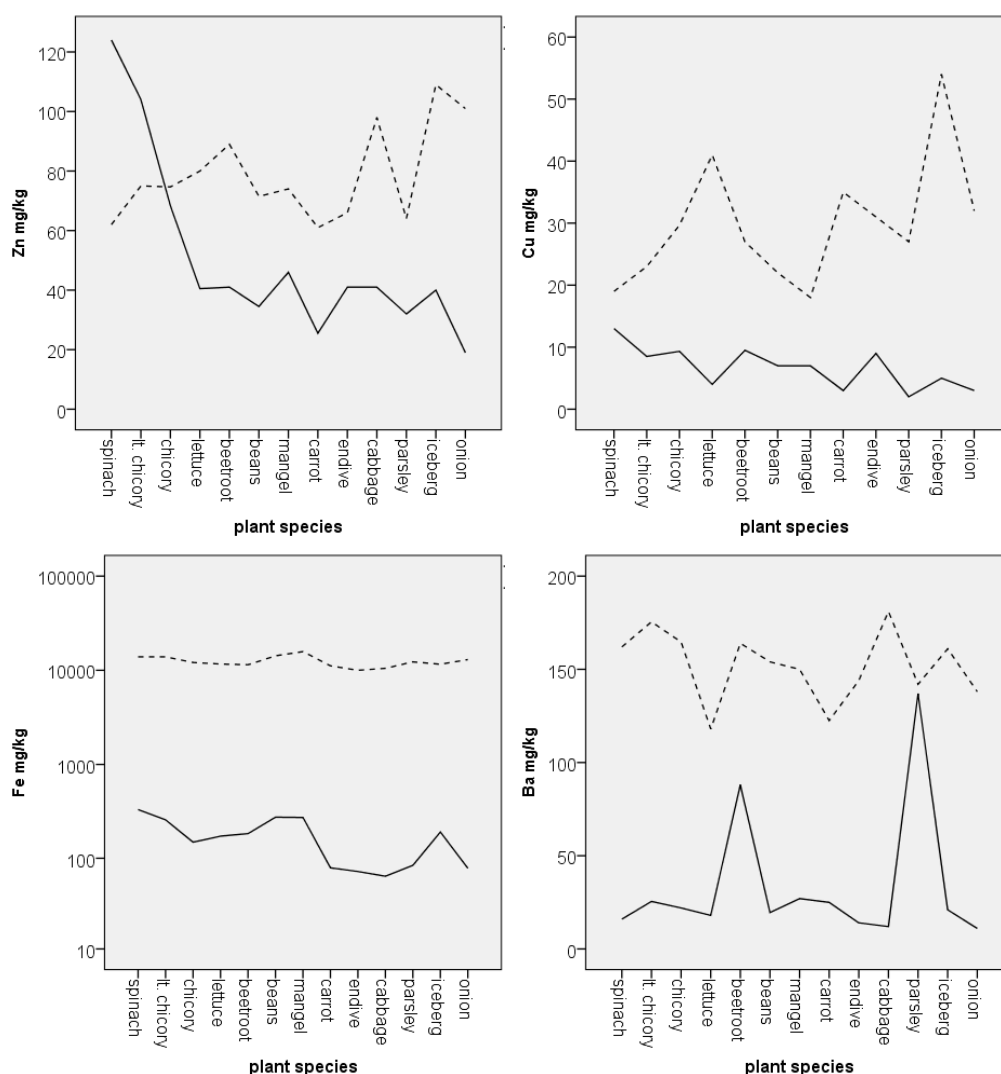 Zn mg/kg
120
100
80
60
40
20
0
spinach
lt. chicory
chicory
lettuce
beetroot
beans
mangel
carrot
endive
cabbage
parsley
iceberg
onion
plant species
Cu mg/kg
60
50
40
30
20
10
0
spinach
lt. chicory
chicory
lettuce
beetroot
beans
mangel
carrot
endive
cabbage
parsley
iceberg
onion
plant species
Fe mg/kg
100000
10000
1000
100
10
spinach
lt. chicory
chicory
lettuce
beetroot
beans
mangel
carrot
endive
cabbage
parsley
iceberg
onion
plant species
Ba mg/kg
200
150
100
50
0
spinach
lt. chicory
chicory
lettuce
beetroot
beans
mangel
carrot
endive
cabbage
parsley
iceberg
onion
plant species